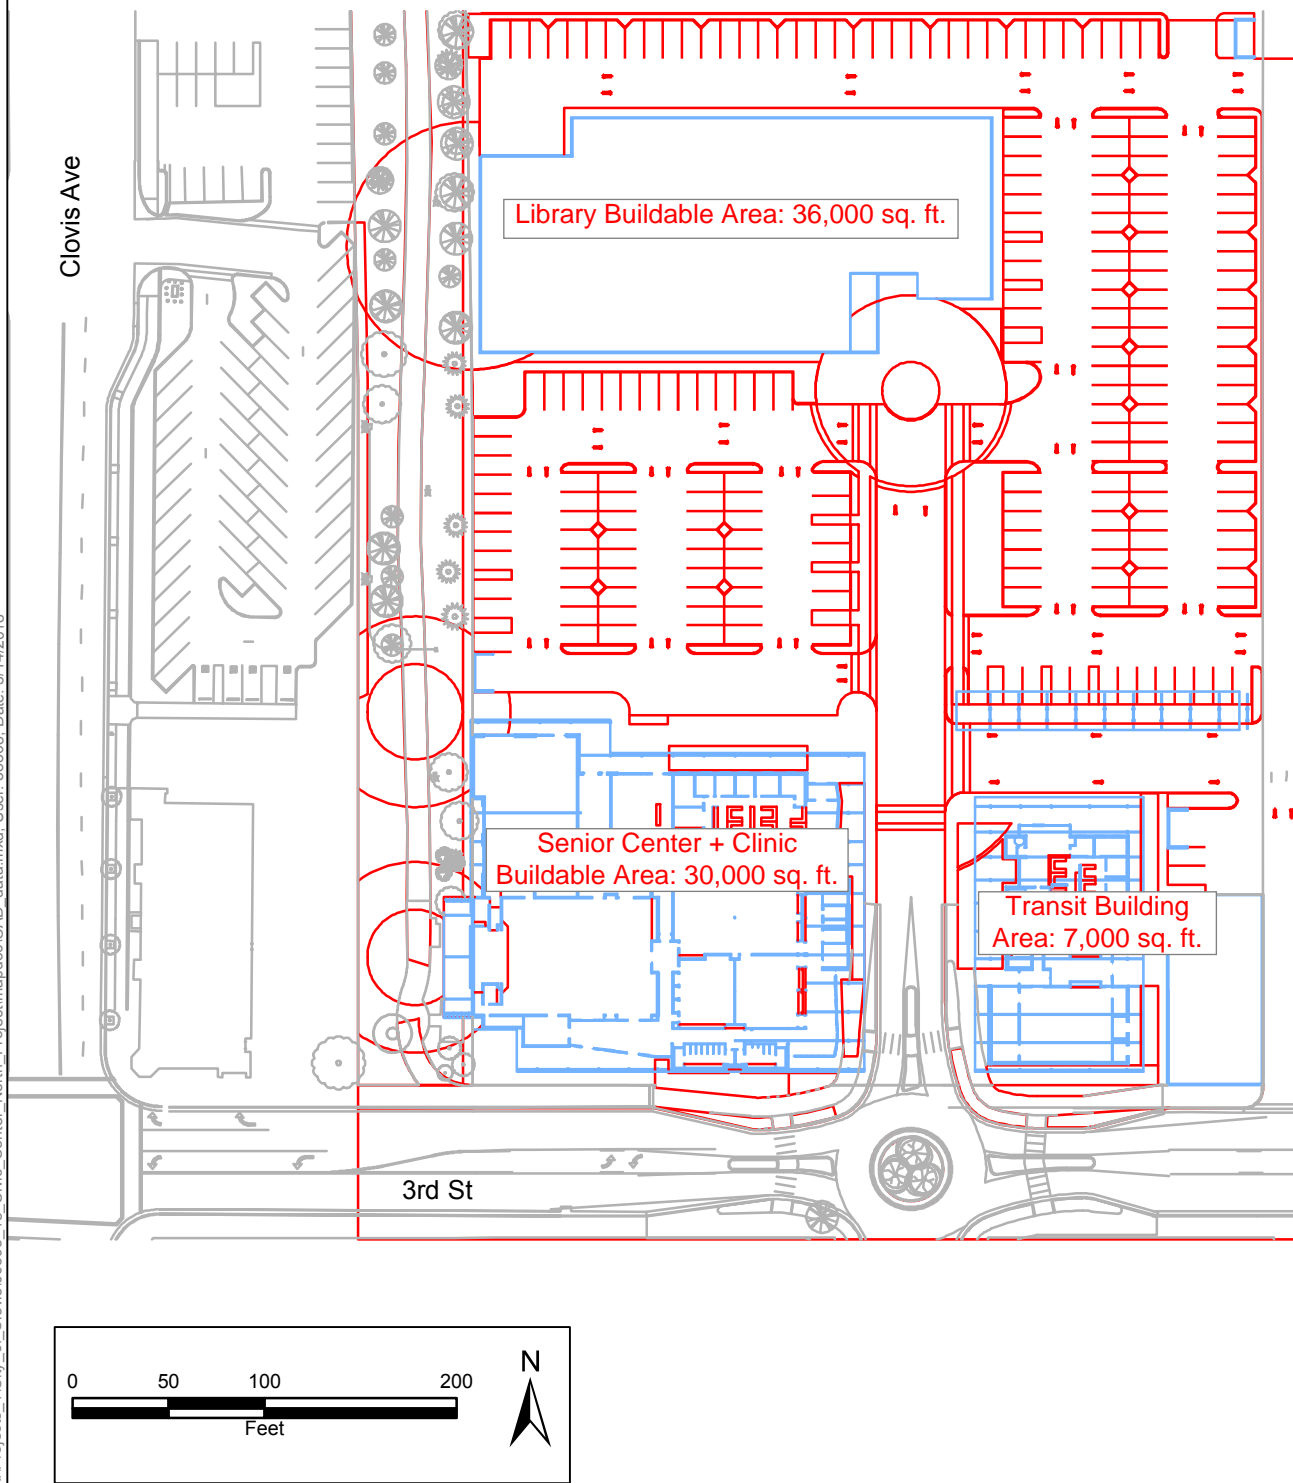 Clovis Ave
Library Buildable Area: 36,000 sq. ft.
Senior Center + Clinic
Buildable Area: 30,000 sq. ft.
Transit Building
Area: 7,000 sq. ft.
3rd St
0 50 100 200
Feet
N